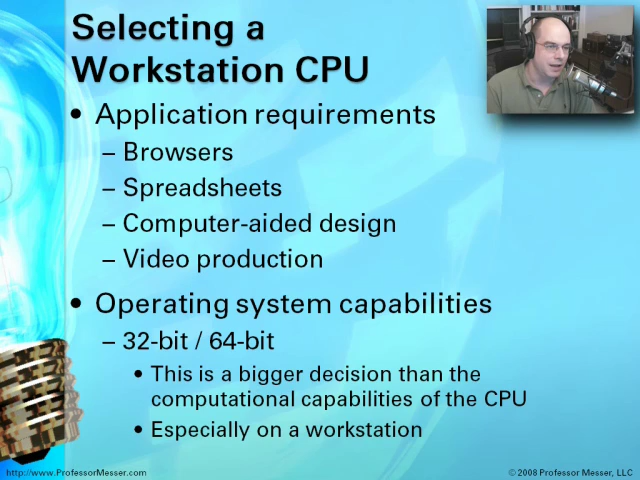 Selecting a
Workstation CPU
• Application requirements
– Browsers
– Spreadsheets
– Computer-aided design
– Video production
• Operating system capabilities
– 32-bit / 64-bit
• This is a bigger decision than the
computational capabilities of the CPU
• Especially on a workstation
http://www.ProfessorMesser.com
© 2008 Professor Messer, LLC